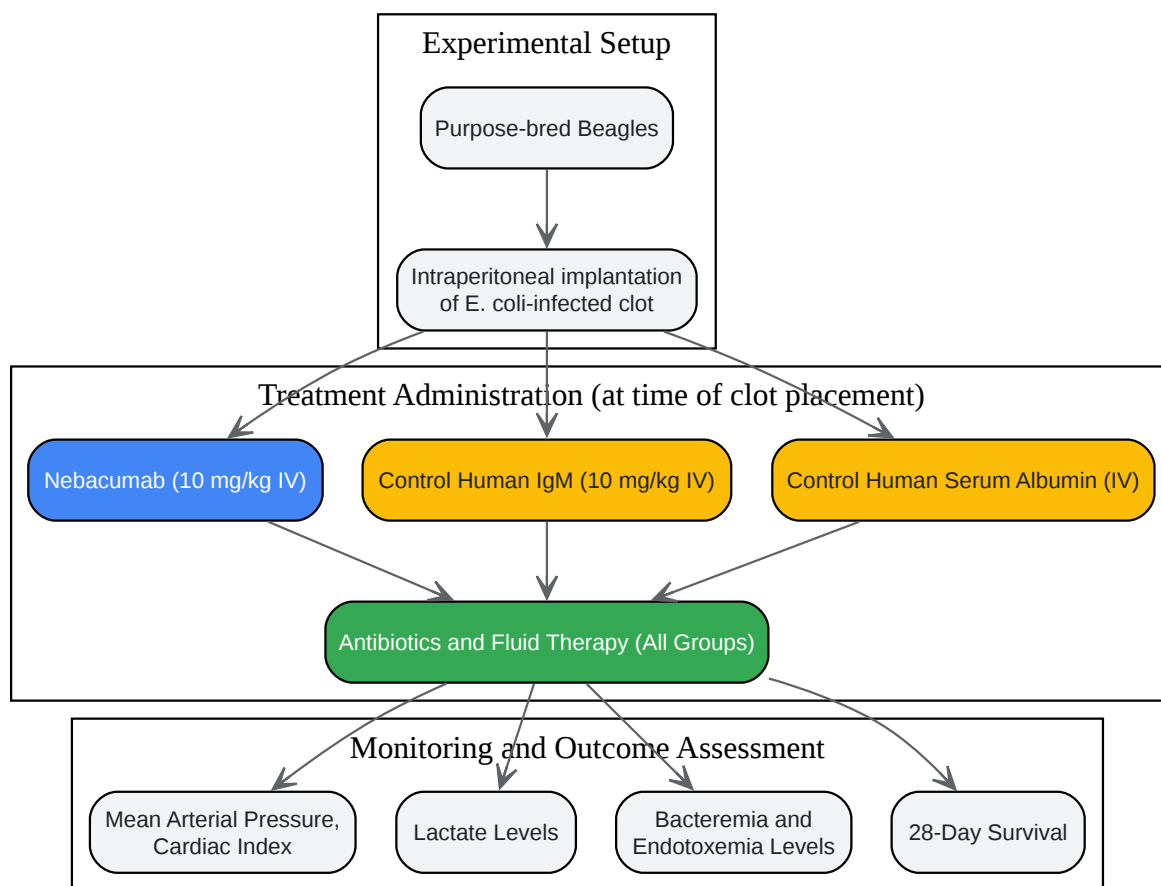 Experimental Setup
Purpose-bred Beagles
Intraperitoneal implantation
of E. coli-infected clot
Treatment Administration (at time of clot placement)
Nebacumab (10 mg/kg IV)
Control Human IgM (10 mg/kg IV)
Control Human Serum Albumin (IV)
Antibiotics and Fluid Therapy (All Groups)
Monitoring and Outcome Assessment
Mean Arterial Pressure,
Cardiac Index
Lactate Levels
Bacteremia and
Endotoxemia Levels
28-Day Survival